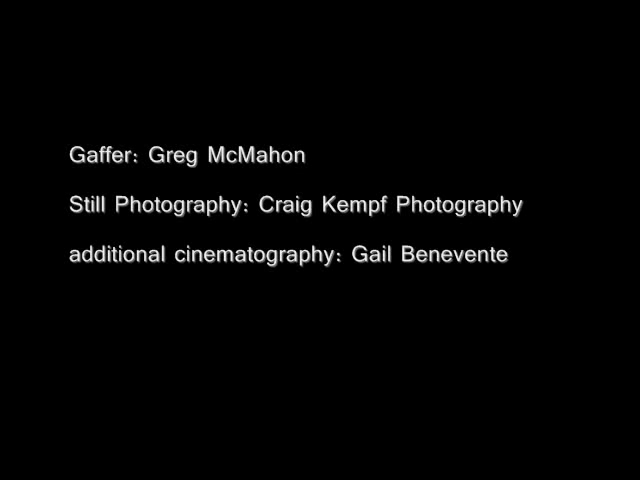 Gaffer: Greg McMahon
Still Photography: Craig Kempf Photography
additional cinematography: Gail Benevente